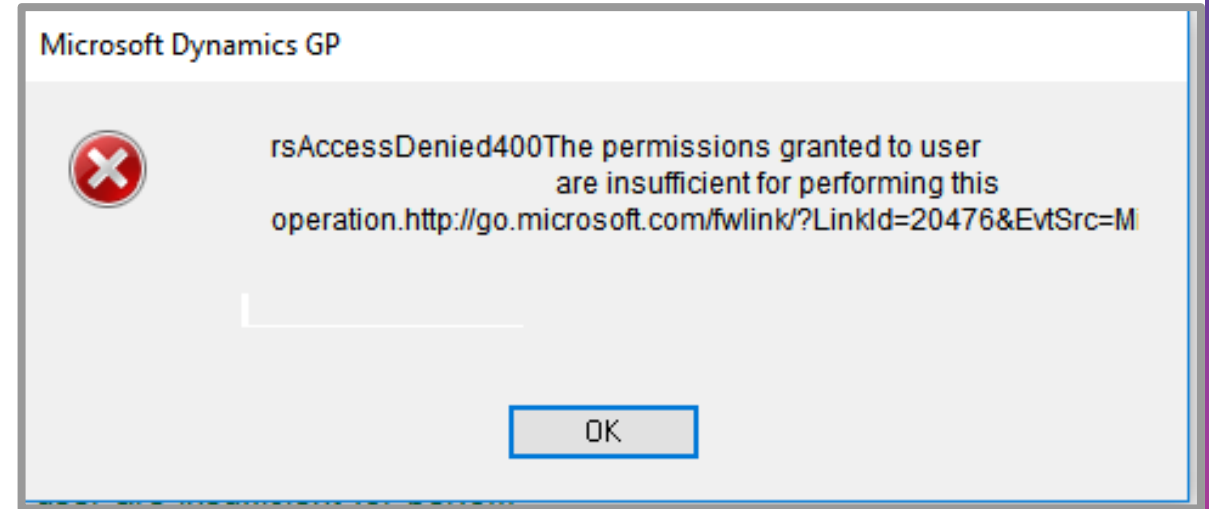 Microsoft Dynamics GP
rsAccessDenied400The permissions granted to user
are insufficient for performing this
operation.http://go.microsoft.com/fwlink/?LinkId=20476&EvtSrc=Mi
OK